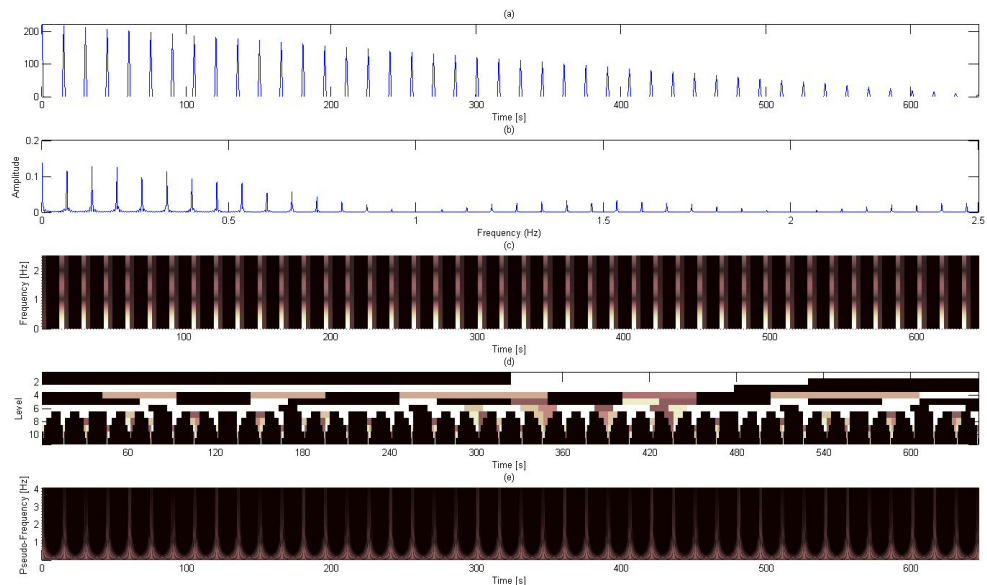 (a)
200
100
0
0 100 200 300 400 500 600
Time [s]
(b)
0.2
0.1
0
Amplitude
0 0.5 1 1.5 2 2.5
Frequency (Hz)
(c)
2
1
0
Frequency [Hz]
100 200 300 400 500 600
Time [s]
(d)
2
4
6
8
10
Level
60 120 180 240 300 360 420 480 540 600
Time [s]
(e)
4
3
2
1
Pseudo-Frequency [Hz]
0 100 200 300 400 500 600
Time [s]